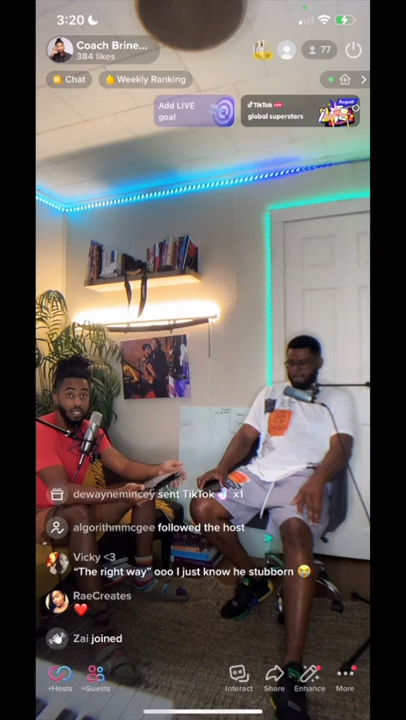 3:20
Coach Brine...
384 likes
77
Chat
Weekly Ranking
Add LIVE
goal
TikTok LIVE
global superstars
August
dewaynemincey sent TikTok x1
algorithmmcgee followed the host
Vicky <3
“The right way” ooo I just know he stubborn 😭
RaeCreates
❤️
Zai joined
+Hosts
+Guests
Interact
Share
Enhance
More